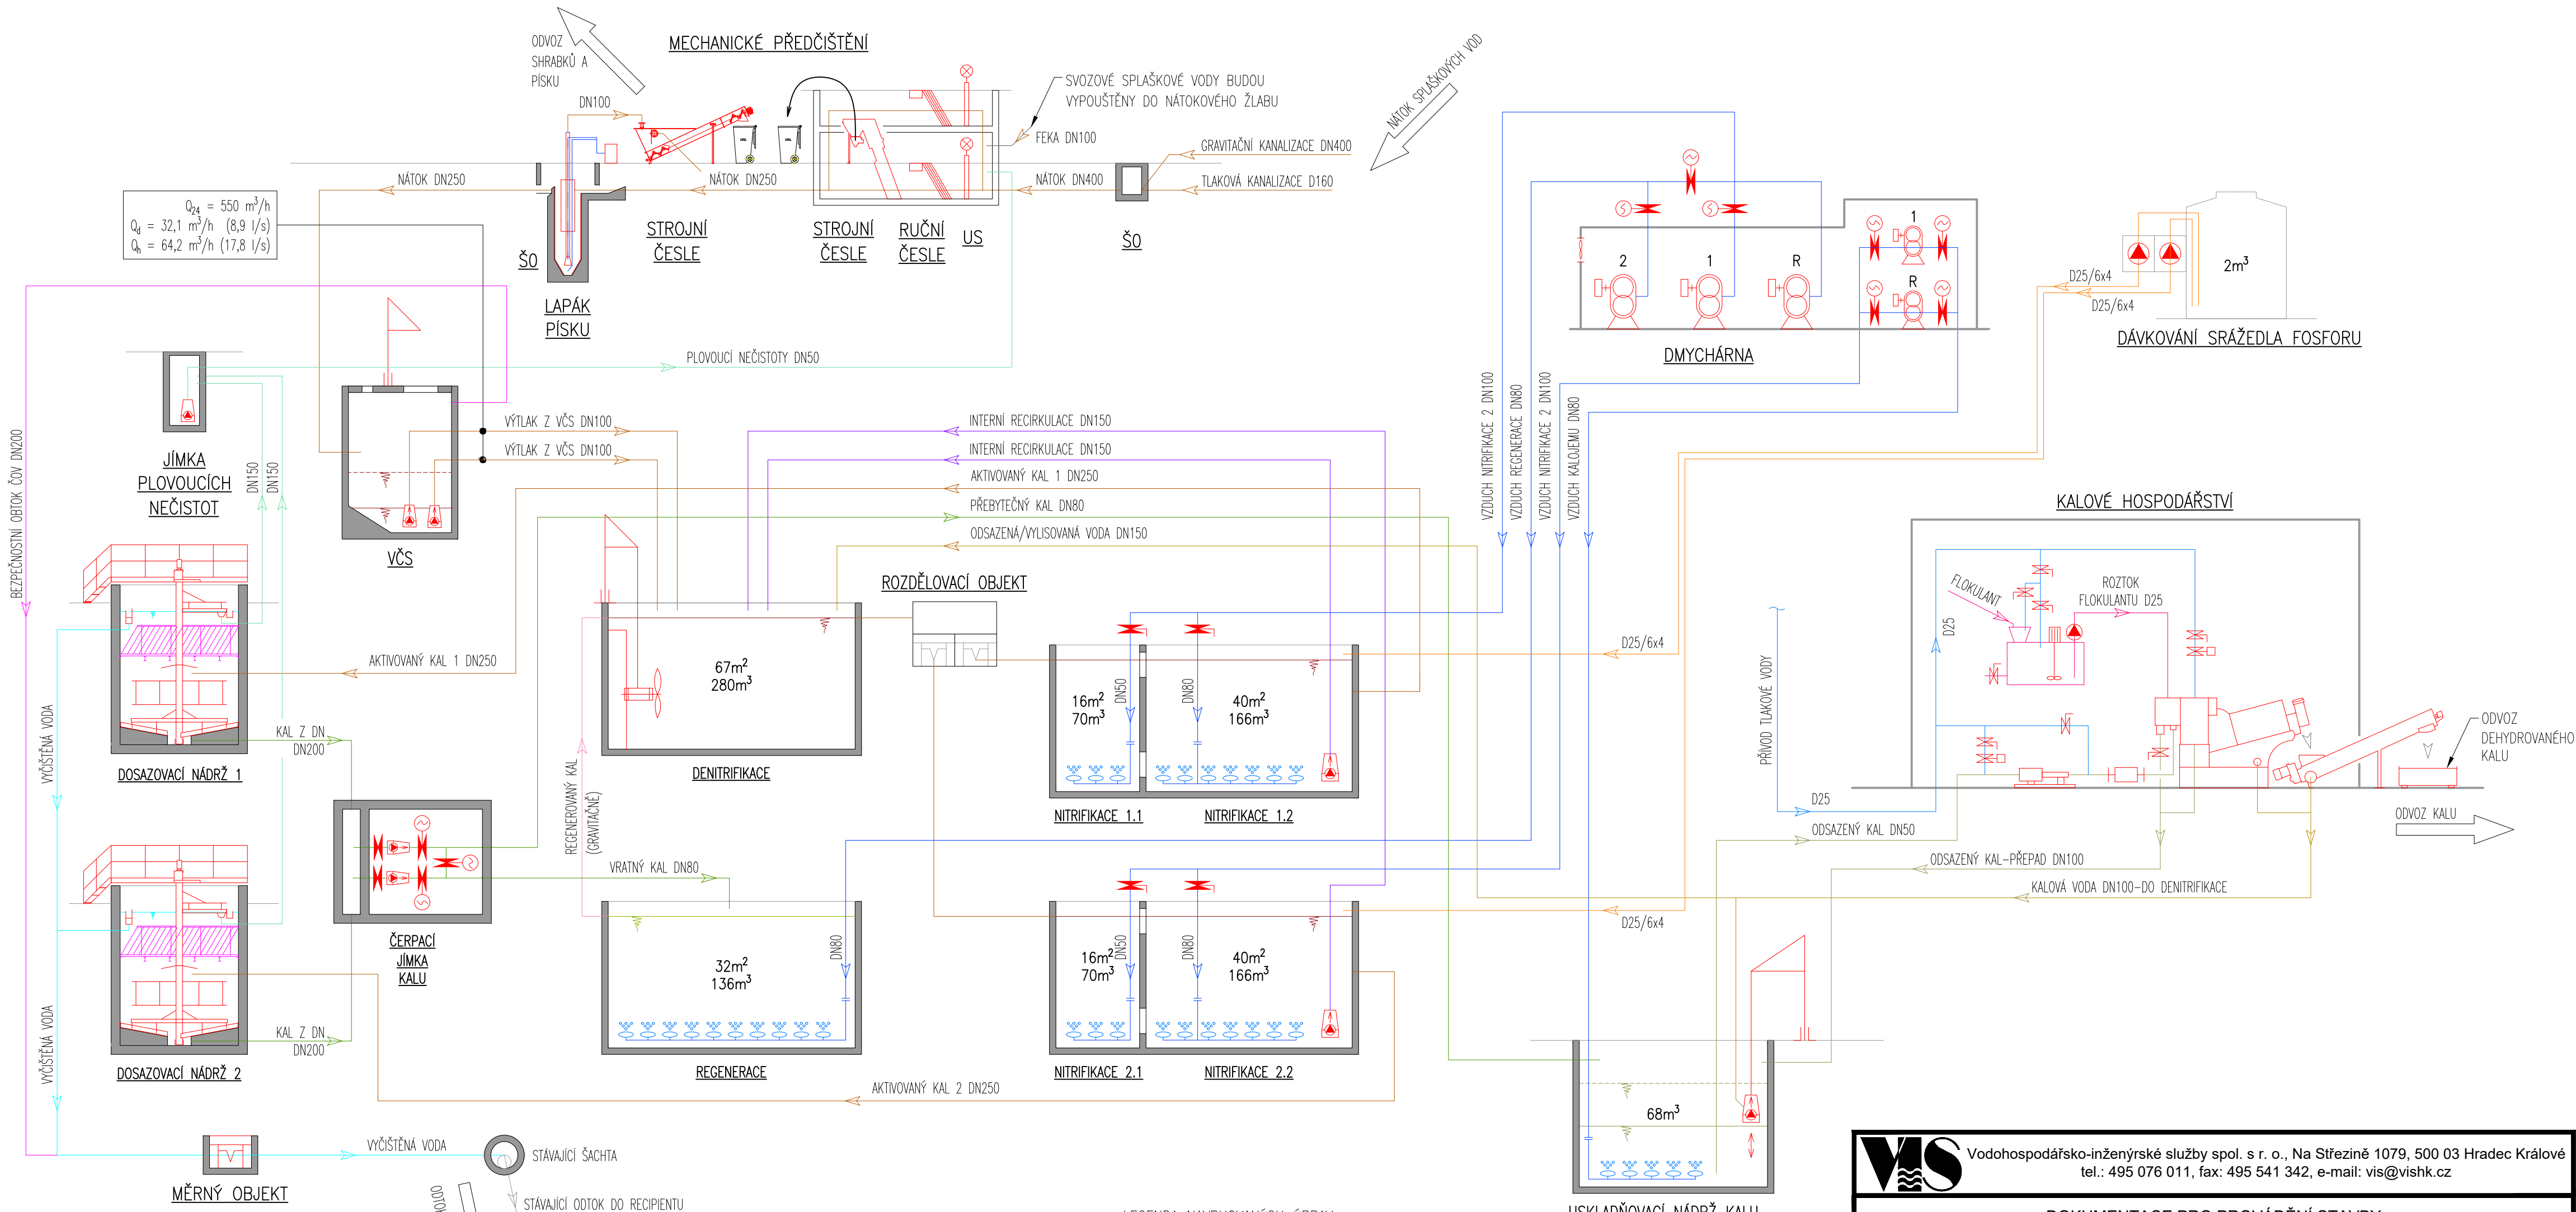 ODVOZ
SHRABKŮ A
PÍSKU
MECHANICKÉ PŘEDČIŠTĚNÍ
DN100
SVOZOVÉ SPLAŠKOVÉ VODY BUDOU
VYPOUŠTĚNY DO NÁTOKOVÉHO ŽLABU
FEKA DN100
NÁTOK SPLAŠKOVÝCH VOD
GRAVITAČNÍ KANALIZACE DN400
TLAKOVÁ KANALIZACE D160
NÁTOK DN400
NÁTOK DN250
NÁTOK DN250
Q24 = 550 m³/h
Qd = 32,1 m³/h (8,9 l/s)
Qh = 64,2 m³/h (17,8 l/s)
ŠO
LAPÁK
PÍSKU
STROJNÍ
ČESLE
STROJNÍ
ČESLE
RUČNÍ
ČESLE
US
ŠO
2
1
R
1
R
DMYCHÁRNA
2m³
D25/6x4
D25/6x4
DÁVKOVÁNÍ SRÁŽEDLA FOSFORU
PLOVOUCÍ NEČISTOTY DN50
JÍMKA
PLOVOUCÍCH
NEČISTOT
DN150
DN150
BEZPEČNOSTNÍ OBTOK ČOV DN200
VÝTLAK Z VČS DN100
VÝTLAK Z VČS DN100
VČS
INTERNÍ RECIRKULACE DN150
INTERNÍ RECIRKULACE DN150
AKTIVOVANÝ KAL 1 DN250
PŘEBYTEČNÝ KAL DN80
ODSAZENÁ/VYLISOVANÁ VODA DN150
VZDUCH NITRIFIKACE 2 DN100
VZDUCH REGENERACE DN80
VZDUCH NITRIFIKACE 2 DN100
VZDUCH KALOJEMU DN80
KALOVÉ HOSPODÁŘSTVÍ
FLOKULANT
ROZTOK
FLOKULANTU D25
D25
PŘÍVOD TLAKOVÉ VODY
D25
ODVOZ
DEHYDROVANÉHO
KALU
ODVOZ KALU
ROZDĚLOVACÍ OBJEKT
AKTIVOVANÝ KAL 1 DN250
67m²
280m³
DENITRIFIKACE
16m²
70m³
DN50
DN80
40m²
166m³
D25/6x4
NITRIFIKACE 1.1
NITRIFIKACE 1.2
VYČIŠTĚNÁ VODA
KAL Z DN
DN200
DOSAZOVACÍ NÁDRŽ 1
REGENEROVANÝ KAL
(GRAVITAČNĚ)
VRATNÝ KAL DN80
ODSAZENÝ KAL DN50
ODSAZENÝ KAL-PŘEPAD DN100
KALOVÁ VODA DN100-DO DENITRIFIKACE
ČERPACÍ
JÍMKA
KALU
32m²
136m³
DN80
REGENERACE
16m²
70m³
DN50
DN80
40m²
166m³
D25/6x4
NITRIFIKACE 2.1
NITRIFIKACE 2.2
VYČIŠTĚNÁ VODA
KAL Z DN
DN200
DOSAZOVACÍ NÁDRŽ 2
AKTIVOVANÝ KAL 2 DN250
68m³
USKLADŇOVACÍ NÁDRŽ KALU
VYČIŠTĚNÁ VODA
STÁVAJÍCÍ ŠACHTA
MĚRNÝ OBJEKT
STÁVAJÍCÍ ODTOK DO RECIPIENTU
VIS
Vodohospodářsko-inženýrské služby spol. s r. o., Na Střezině 1079, 500 03 Hradec Králové
tel.: 495 076 011, fax: 495 541 342, e-mail: vis@vishk.cz
DOKUMENTACE PRO PROVÁDĚNÍ STAVBY